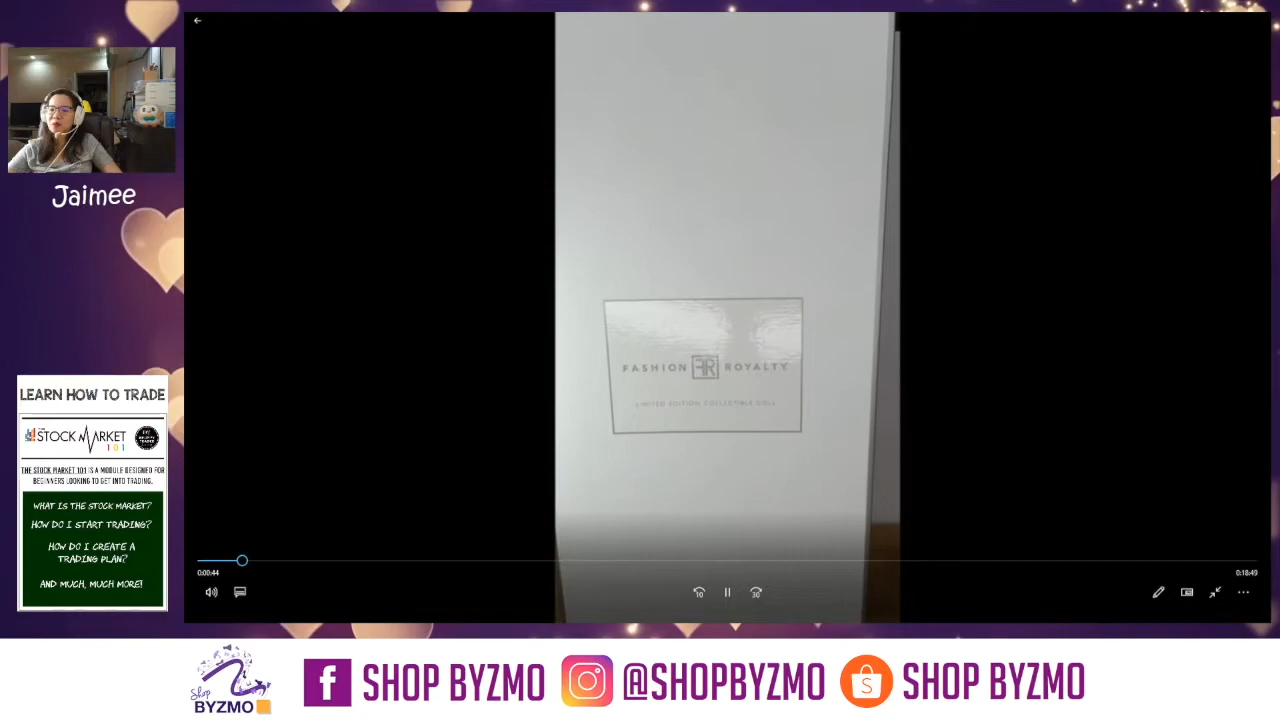 Jaimee
LEARN HOW TO TRADE
STOCK MARKET
101
THE STOCK MARKET 101 IS A MODULE DESIGNED FOR
BEGINNERS LOOKING TO GET INTO TRADING.
WHAT IS THE STOCK MARKET?
HOW DO I START TRADING?
HOW DO I CREATE A
TRADING PLAN?
AND MUCH, MUCH MORE!
FASHION FR ROYALTY
LIMITED EDITION COLLECTIBLE DOLL
0:00:44
0:18:49
10
30
Shop
BYZMO
f SHOP BYZMO
@SHOPBYZMO
S SHOP BYZMO